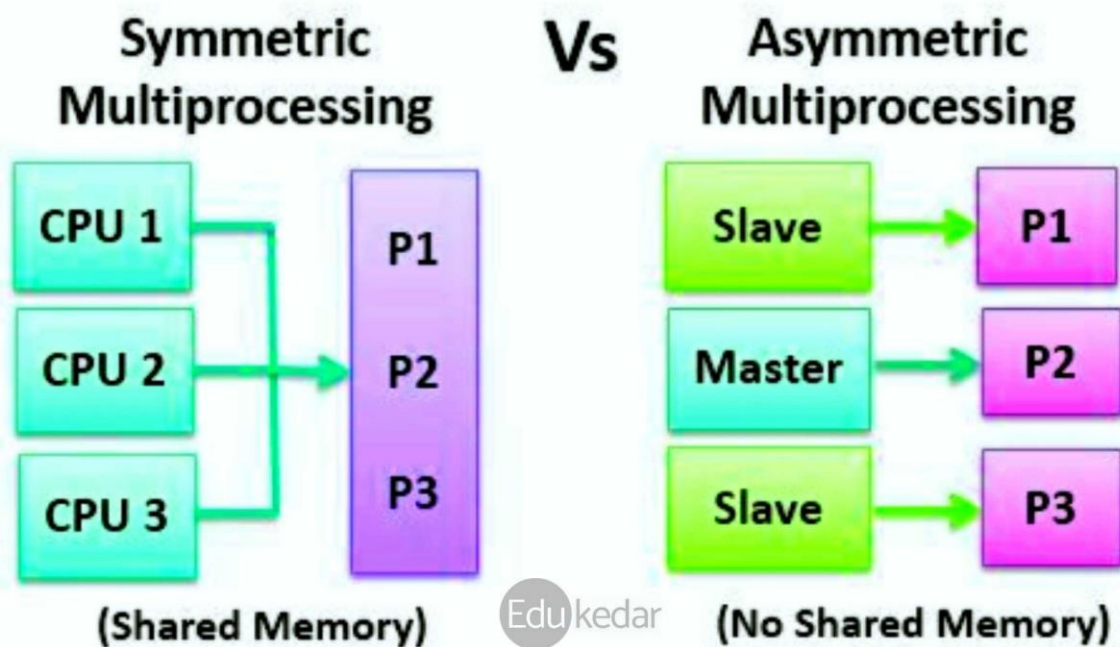 Symmetric
Multiprocessing
Vs
Asymmetric
Multiprocessing
CPU 1
CPU 2
CPU 3
P1
P2
P3
(Shared Memory)
Slave
P1
Master
P2
Slave
P3
(No Shared Memory)
Edukedar